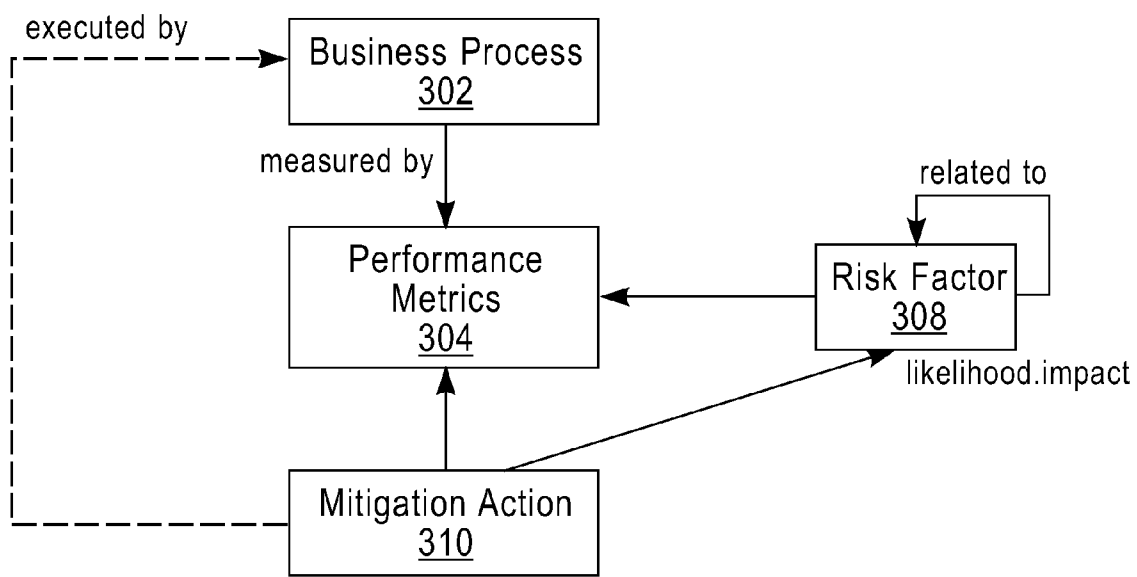 executed by
Business Process
302
measured by
related to
Performance
Metrics
304
Risk Factor
308
likelihood.impact
Mitigation Action
310